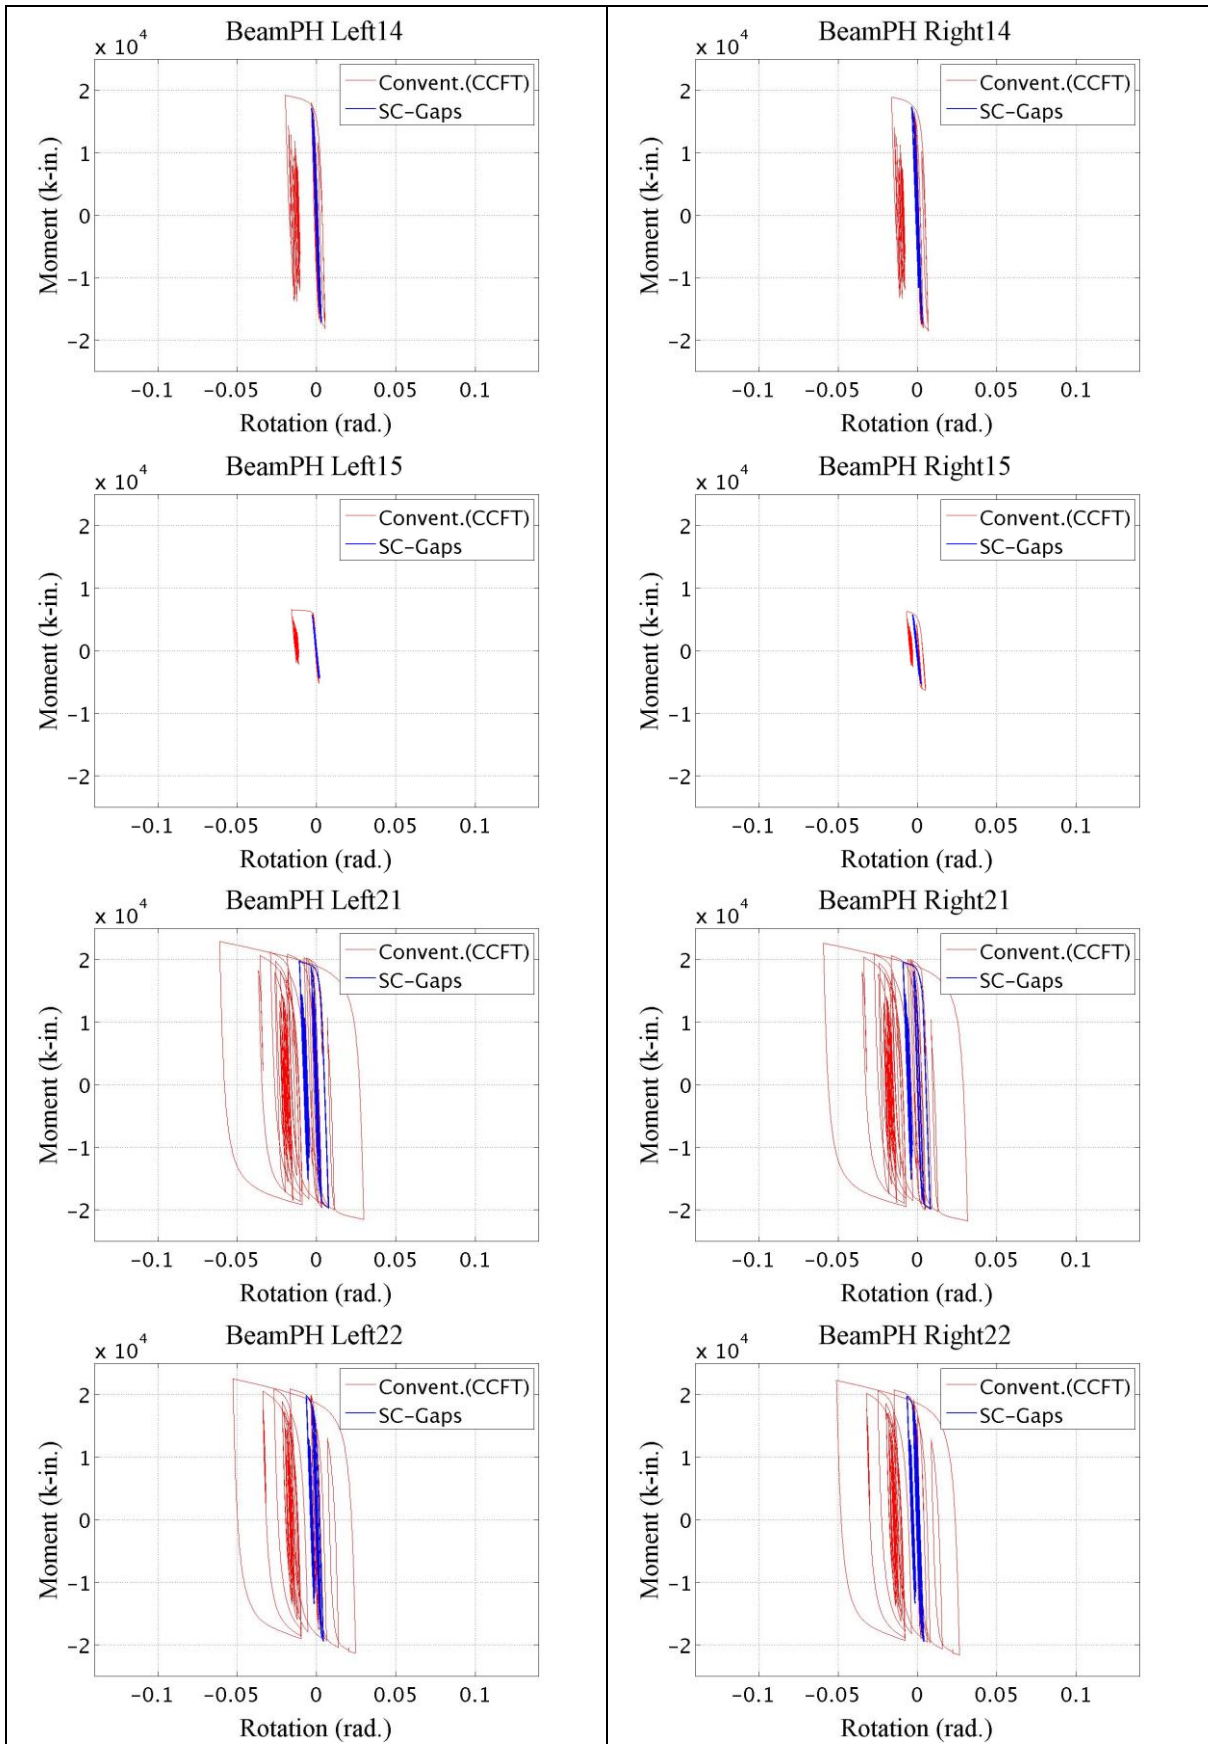 BeamPH Left14
x 10^4
Convent.(CCFT)
SC-Gaps
2
1
0
-1
-2
Moment (k-in.)
-0.1 -0.05 0 0.05 0.1
Rotation (rad.)
BeamPH Right14
x 10^4
Convent.(CCFT)
SC-Gaps
2
1
0
-1
-2
Moment (k-in.)
-0.1 -0.05 0 0.05 0.1
Rotation (rad.)
BeamPH Left15
x 10^4
Convent.(CCFT)
SC-Gaps
2
1
0
-1
-2
Moment (k-in.)
-0.1 -0.05 0 0.05 0.1
Rotation (rad.)
BeamPH Right15
x 10^4
Convent.(CCFT)
SC-Gaps
2
1
0
-1
-2
Moment (k-in.)
-0.1 -0.05 0 0.05 0.1
Rotation (rad.)
BeamPH Left21
x 10^4
Convent.(CCFT)
SC-Gaps
2
1
0
-1
-2
Moment (k-in.)
-0.1 -0.05 0 0.05 0.1
Rotation (rad.)
BeamPH Right21
x 10^4
Convent.(CCFT)
SC-Gaps
2
1
0
-1
-2
Moment (k-in.)
-0.1 -0.05 0 0.05 0.1
Rotation (rad.)
BeamPH Left22
x 10^4
Convent.(CCFT)
SC-Gaps
2
1
0
-1
-2
Moment (k-in.)
-0.1 -0.05 0 0.05 0.1
Rotation (rad.)
BeamPH Right22
x 10^4
Convent.(CCFT)
SC-Gaps
2
1
0
-1
-2
Moment (k-in.)
-0.1 -0.05 0 0.05 0.1
Rotation (rad.)